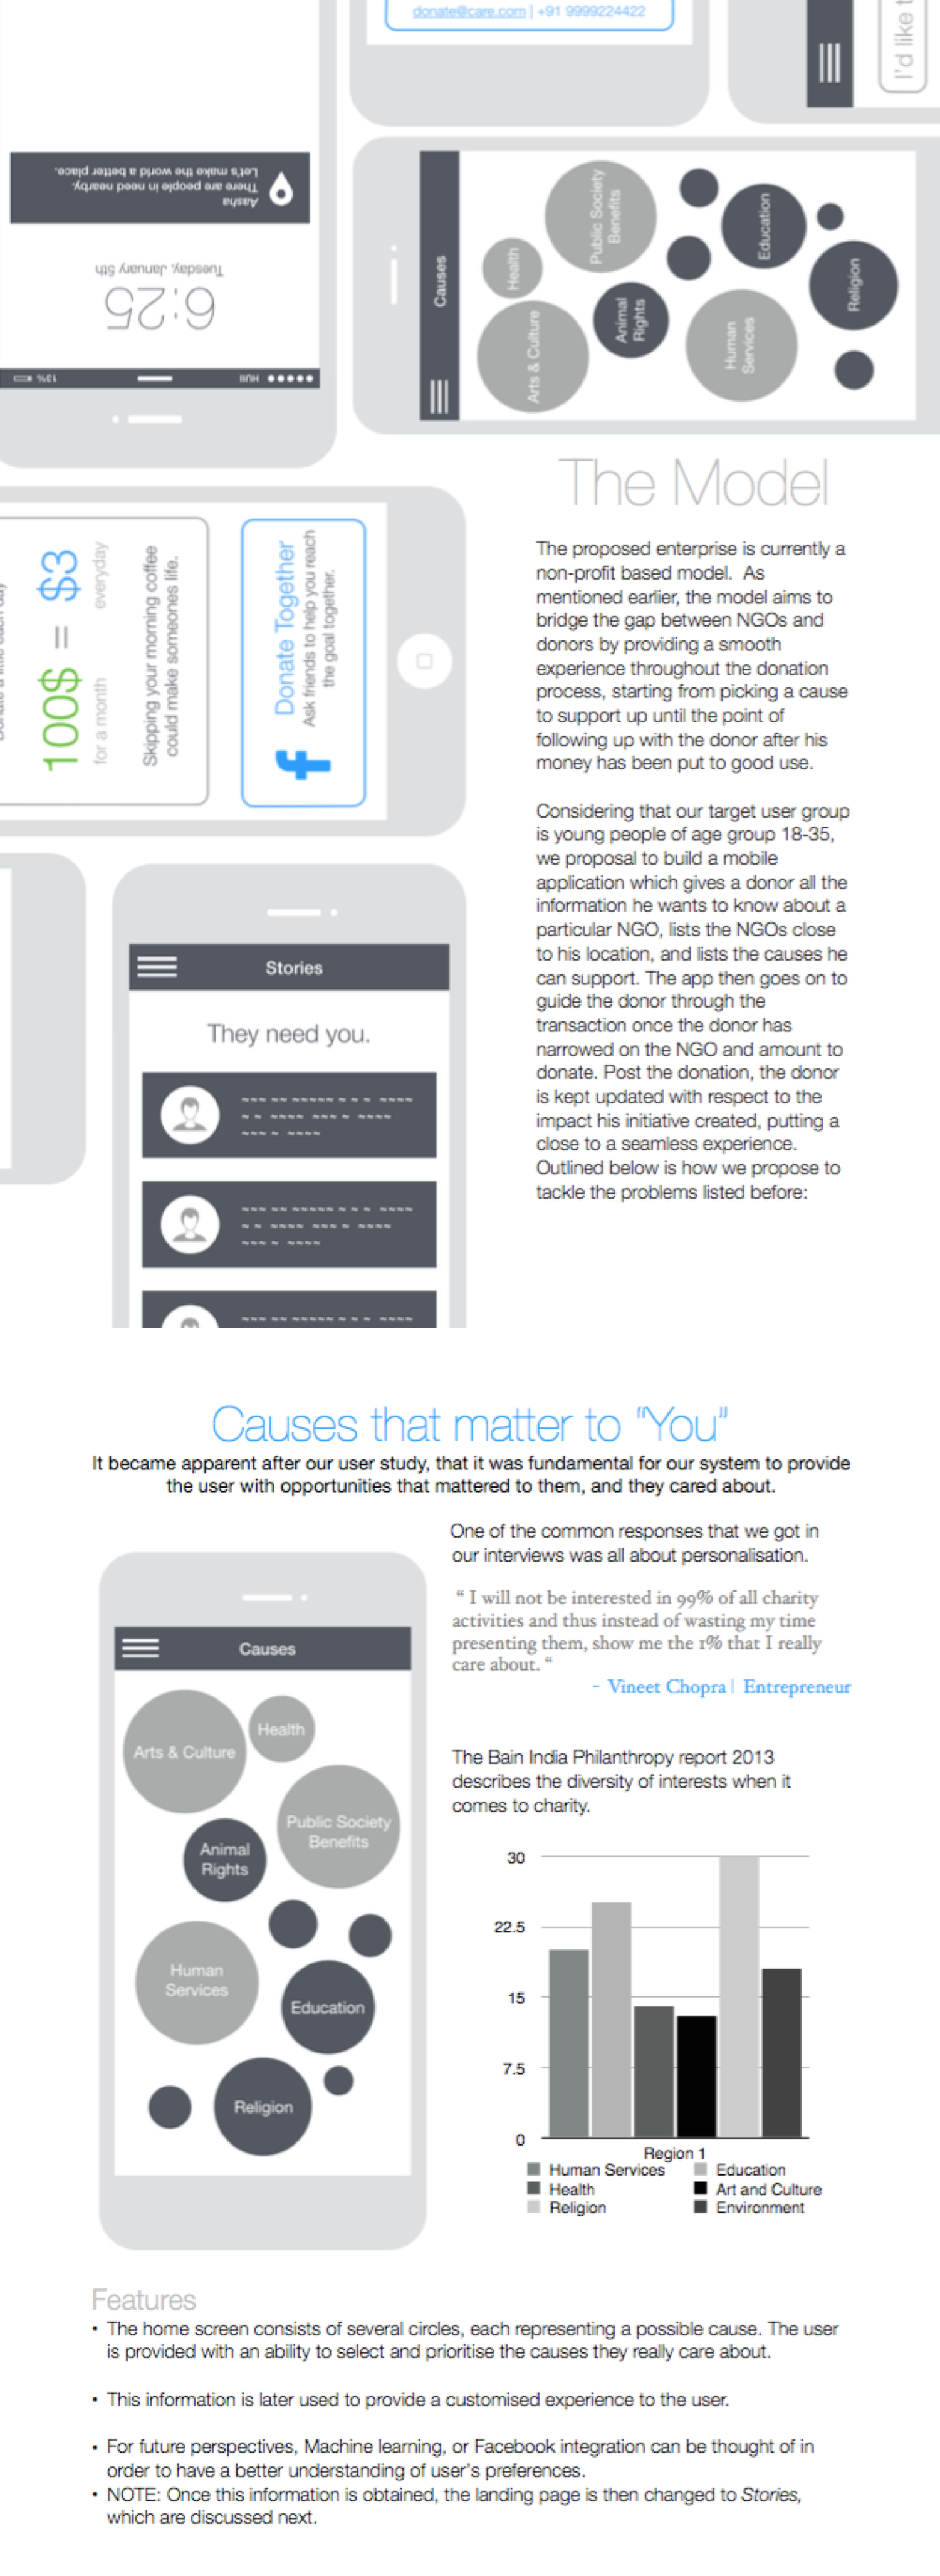 donate@care.com | +91 9999224422
I'd like t
Aasha
There are people in need nearby.
Let's make the world a better place.
Tuesday, January 5th
6:25
HUII
13%
Causes
Arts & Culture
Health
Public Society
Benefits
Animal
Rights
Human
Services
Education
Religion
The Model
The proposed enterprise is currently a
non-profit based model. As
mentioned earlier, the model aims to
bridge the gap between NGOs and
donors by providing a smooth
experience throughout the donation
process, starting from picking a cause
to support up until the point of
following up with the donor after his
money has been put to good use.
Considering that our target user group
is young people of age group 18-35,
we proposal to build a mobile
application which gives a donor all the
information he wants to know about a
particular NGO, lists the NGOs close
to his location, and lists the causes he
can support. The app then goes on to
guide the donor through the
transaction once the donor has
narrowed on the NGO and amount to
donate. Post the donation, the donor
is kept updated with respect to the
impact his initiative created, putting a
close to a seamless experience.
Outlined below is how we propose to
tackle the problems listed before:
100$ = $3
for a month everyday
Skipping your morning coffee
could make someones life.
f Donate Together
Ask friends to help you reach
the goal together.
Stories
They need you.
Causes that matter to "You"
It became apparent after our user study, that it was fundamental for our system to provide
the user with opportunities that mattered to them, and they cared about.
One of the common responses that we got in
our interviews was all about personalisation.
“ I will not be interested in 99% of all charity
activities and thus instead of wasting my time
presenting them, show me the 1% that I really
care about. “
- Vineet Chopra | Entrepreneur
The Bain India Philanthropy report 2013
describes the diversity of interests when it
comes to charity.
Causes
Arts & Culture
Health
Public Society
Benefits
Animal
Rights
Human
Services
Education
Religion
30
22.5
15
7.5
0
Region 1
Human Services Education
Health Art and Culture
Religion Environment
Features
• The home screen consists of several circles, each representing a possible cause. The user
is provided with an ability to select and prioritise the causes they really care about.
• This information is later used to provide a customised experience to the user.
• For future perspectives, Machine learning, or Facebook integration can be thought of in
order to have a better understanding of user's preferences.
• NOTE: Once this information is obtained, the landing page is then changed to Stories,
which are discussed next.